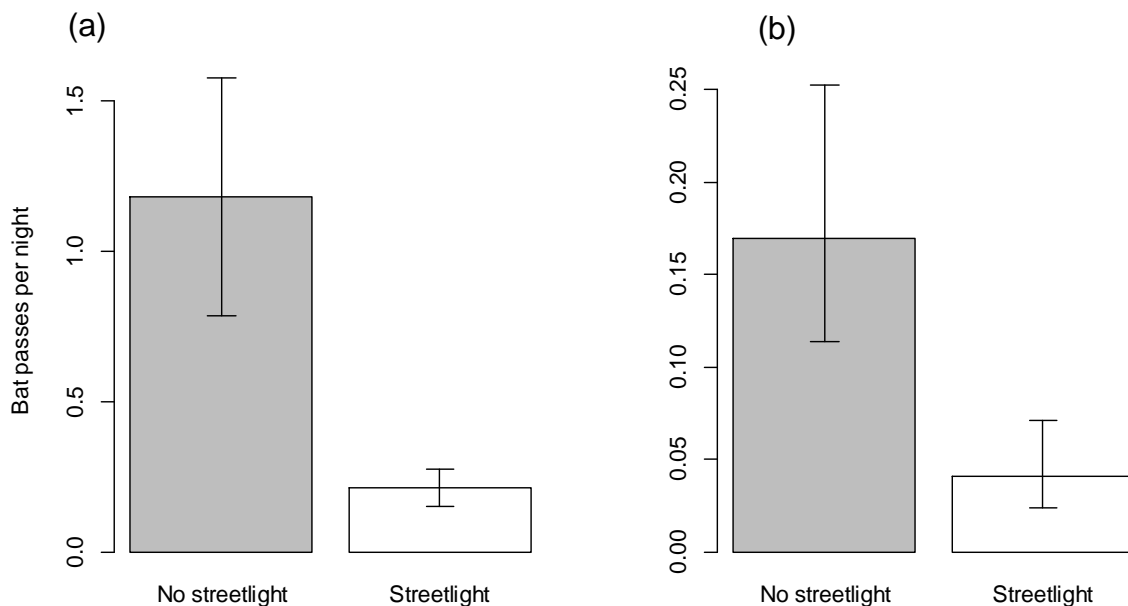 (a)
Bat passes per night
1.5
1.0
0.5
0.0
No streetlight
Streetlight
(b)
0.25
0.20
0.15
0.10
0.05
0.00
No streetlight
Streetlight